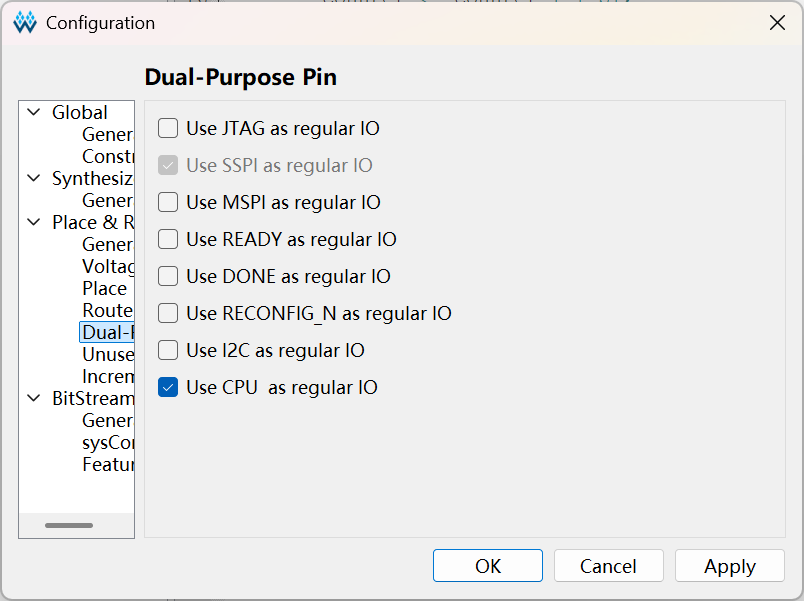 Configuration
Dual-Purpose Pin
Global
Gener
Constr
Synthesiz
Gener
Place & R
Gener
Voltag
Place
Route
Dual-P
Unuse
Increm
BitStream
Gener
sysCon
Featur
Use JTAG as regular IO
Use SSPI as regular IO
Use MSPI as regular IO
Use READY as regular IO
Use DONE as regular IO
Use RECONFIG_N as regular IO
Use I2C as regular IO
Use CPU  as regular IO
OK
Cancel
Apply